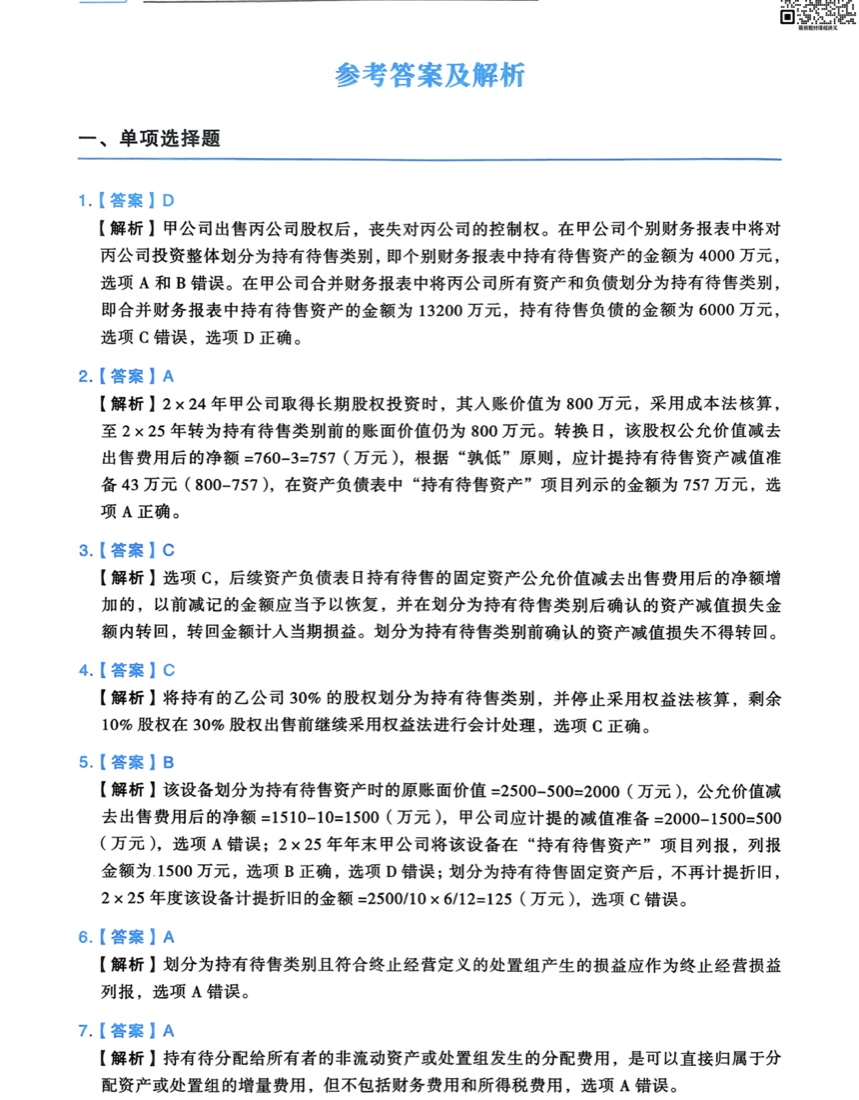 参考答案及解析
一、单项选择题
1.【答案】D
【解析】甲公司出售丙公司股权后，丧失对丙公司的控制权。在甲公司个别财务报表中将对
丙公司投资整体划分为持有待售类别，即个别财务报表中持有待售资产的金额为 4000 万元，
选项 A 和 B 错误。在甲公司合并财务报表中将丙公司所有资产和负债划分为持有待售类别，
即合并财务报表中持有待售资产的金额为 13200 万元，持有待售负债的金额为 6000 万元，
选项 C 错误，选项 D 正确。
2.【答案】A
【解析】2×24 年甲公司取得长期股权投资时，其入账价值为 800 万元，采用成本法核算，
至 2×25 年转为持有待售类别前的账面价值仍为 800 万元。转换日，该股权公允价值减去
出售费用后的净额 =760-3=757（万元），根据“孰低”原则，应计提持有待售资产减值准
备 43 万元（800-757），在资产负债表中“持有待售资产”项目列示的金额为 757 万元，选
项 A 正确。
3.【答案】C
【解析】选项 C，后续资产负债表日持有待售的固定资产公允价值减去出售费用后的净额增
加的，以前减记的金额应当予以恢复，并在划分为持有待售类别后确认的资产减值损失金
额内转回，转回金额计入当期损益。划分为持有待售类别前确认的资产减值损失不得转回。
4.【答案】C
【解析】将持有的乙公司 30% 的股权划分为持有待售类别，并停止采用权益法核算，剩余
10% 股权在 30% 股权出售前继续采用权益法进行会计处理，选项 C 正确。
5.【答案】B
【解析】该设备划分为持有待售资产时的原账面价值 =2500-500=2000（万元），公允价值减
去出售费用后的净额 =1510-10=1500（万元），甲公司应计提的减值准备 =2000-1500=500
（万元），选项 A 错误；2×25 年年末甲公司将该设备在“持有待售资产”项目列报，列报
金额为 1500 万元，选项 B 正确，选项 D 错误；划分为持有待售固定资产后，不再计提折旧，
2×25 年度该设备计提折旧的金额 =2500/10×6/12=125（万元），选项 C 错误。
6.【答案】A
【解析】划分为持有待售类别且符合终止经营定义的处置组产生的损益应作为终止经营损益
列报，选项 A 错误。
7.【答案】A
【解析】持有待分配给所有者的非流动资产或处置组发生的分配费用，是可以直接归属于分
配资产或处置组的增量费用，但不包括财务费用和所得税费用，选项 A 错误。